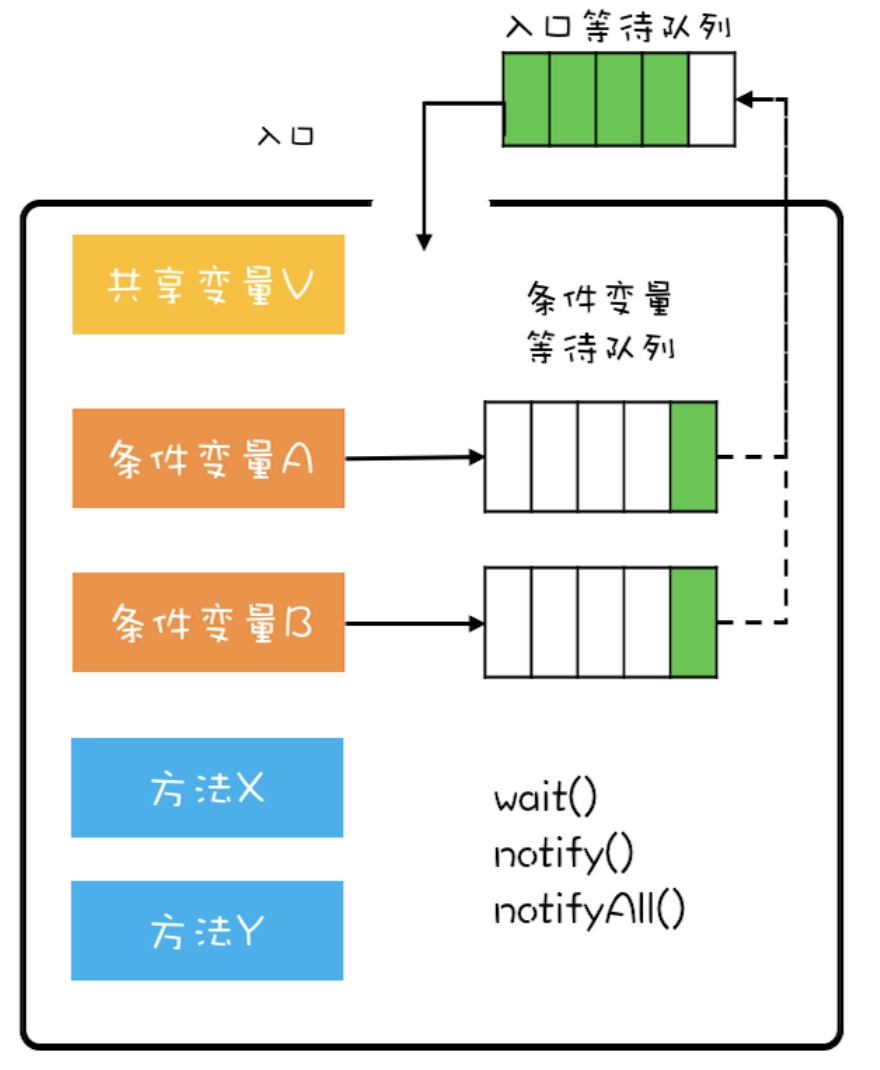 入口等待队列
入口
共享变量V
条件变量
等待队列
条件变量A
条件变量B
方法X
wait()
notify()
notifyAll()
方法Y